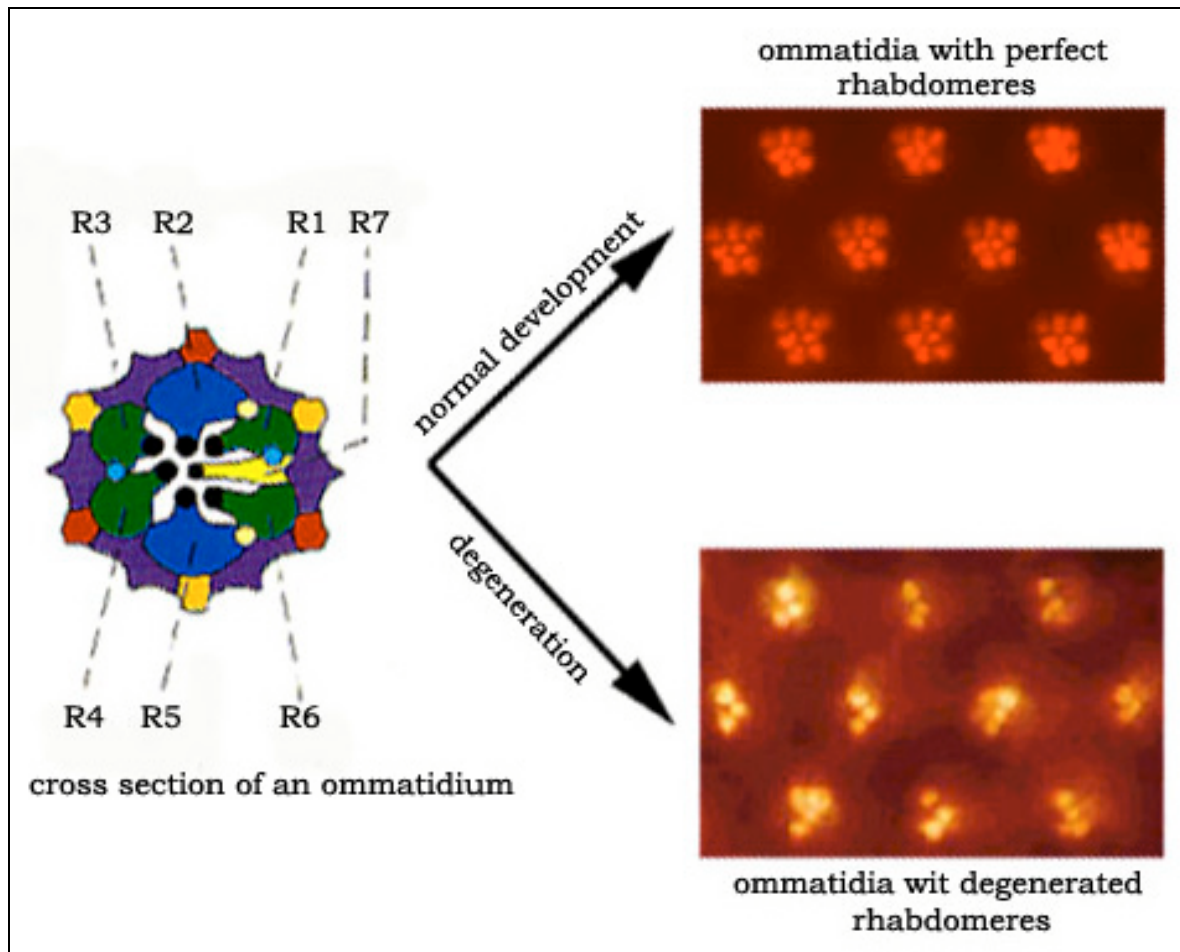 ommatidia with perfect
rhabdomeres
R3 R2 R1 R7
normal development
degeneration
R4 R5 R6
cross section of an ommatidium
ommatidia wit degenerated
rhabdomeres